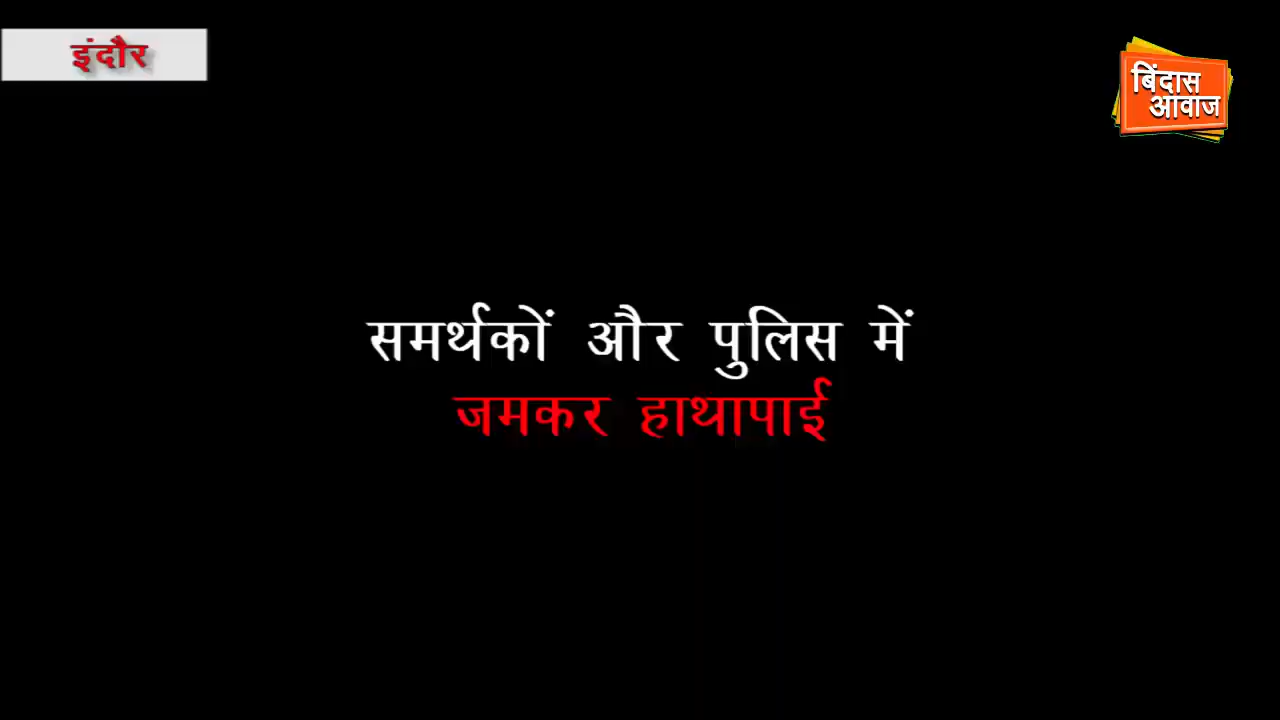 इंदौर
बिंदास
आवाज
समर्थकों और पुलिस में
जमकर हाथापाई